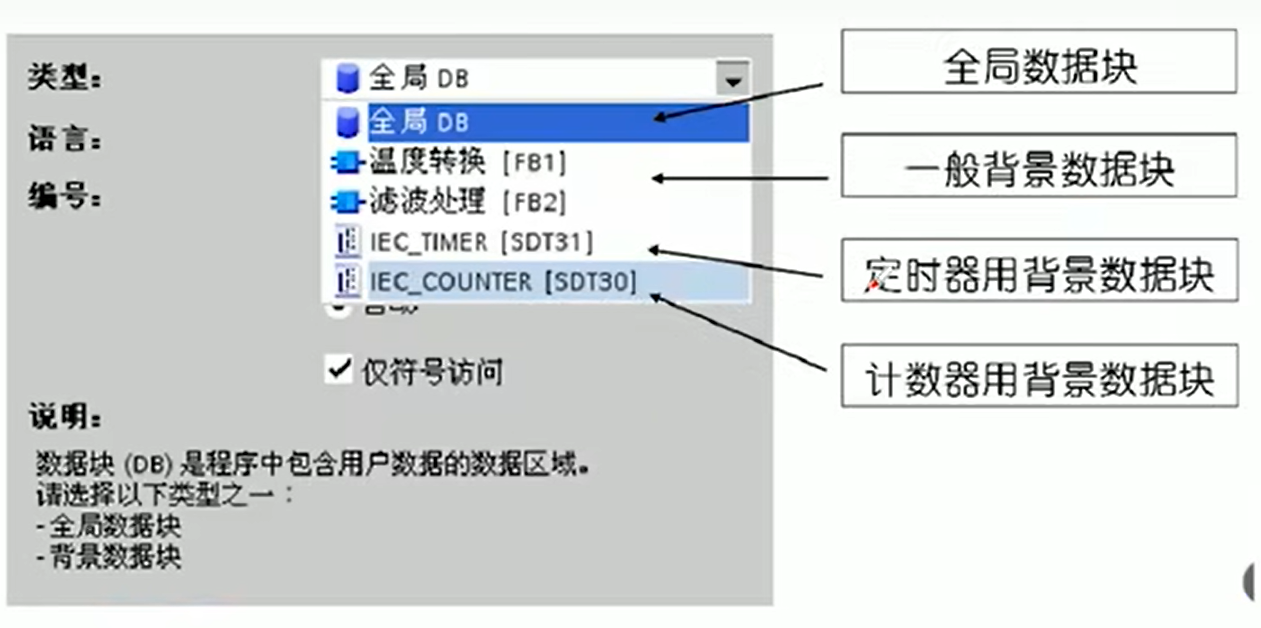 类型：
全局 DB
全局 DB
温度转换 [FB1]
滤波处理 [FB2]
IEC_TIMER [SDT31]
IEC_COUNTER [SDT30]
语言：
编号：
自动
仅符号访问
说明：
数据块 (DB) 是程序中包含用户数据的数据区域。
请选择以下类型之一：
-全局数据块
-背景数据块
全局数据块
一般背景数据块
定时器用背景数据块
计数器用背景数据块